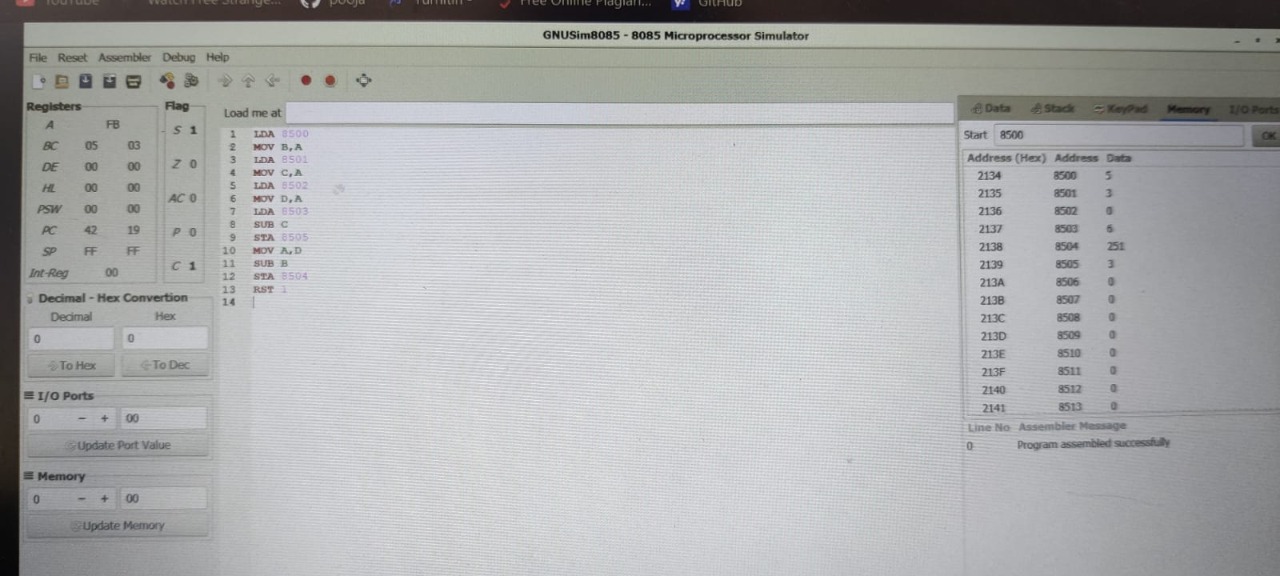 YouTube Watch Free Strange... pooja Turnitin - Free Online Plagiari... GitHub
GNUSim8085 - 8085 Microprocessor Simulator
File Reset Assembler Debug Help
Registers
A FB
BC 05 03
DE 00 00
HL 00 00
PSW 00 00
PC 42 19
SP FF FF
Int-Reg 00
Flag
S 1
Z 0
AC 0
P 0
C 1
Decimal - Hex Convertion
Decimal Hex
0 0
To Hex To Dec
I/O Ports
0 - + 00
Update Port Value
Memory
0 - + 00
Update Memory
Load me at
1 LDA 8500
2 MOV B,A
3 LDA 8501
4 MOV C,A
5 LDA 8502
6 MOV D,A
7 LDA 8503
8 SUB C
9 STA 8505
10 MOV A,D
11 SUB B
12 STA 8504
13 RST 1
14
Data Stack KeyPad Memory I/O Ports
Start 8500 OK
Address (Hex) Address Data
2134 8500 5
2135 8501 3
2136 8502 0
2137 8503 6
2138 8504 251
2139 8505 3
213A 8506 0
213B 8507 0
213C 8508 0
213D 8509 0
213E 8510 0
213F 8511 0
2140 8512 0
2141 8513 0
Line No Assembler Message
0 Program assembled successfully